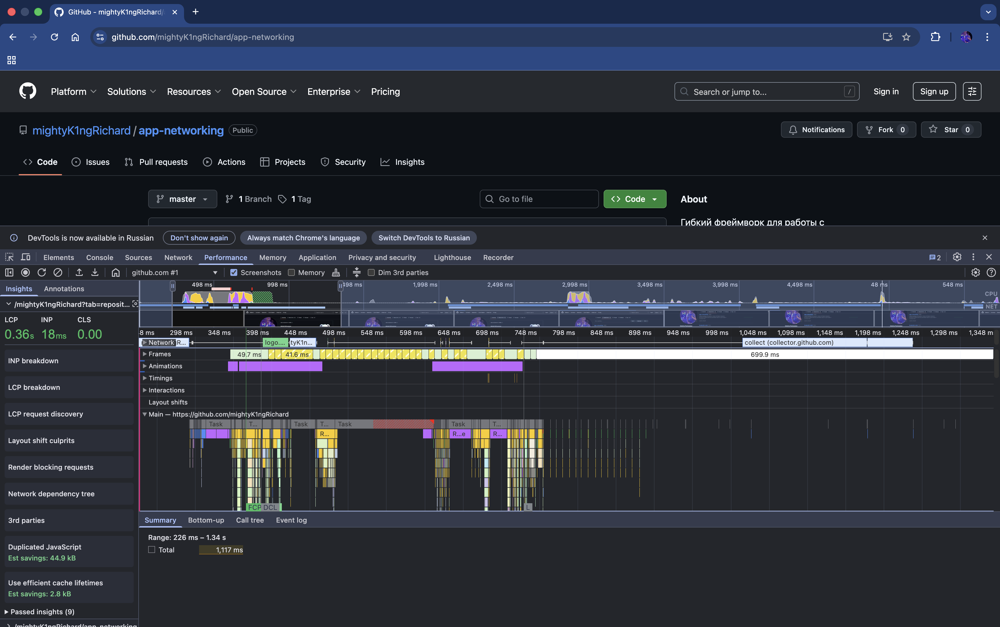 GitHub - mightyK1ngRichard/
github.com/mightyK1ngRichard/app-networking
Platform Solutions Resources Open Source Enterprise Pricing
Search or jump to... /
Sign in
Sign up
mightyK1ngRichard / app-networking Public
Notifications
Fork 0
Star 0
Code Issues Pull requests Actions Projects Security Insights
master
1 Branch
1 Tag
Go to file
Code
About
Гибкий фреймворк для работы с
DevTools is now available in Russian
Don't show again
Always match Chrome's language
Switch DevTools to Russian
Elements Console Sources Network Performance Memory Application Privacy and security Lighthouse Recorder
2
github.com #1
Screenshots
Memory
Dim 3rd parties
Insights Annotations
/mightyK1ngRichard?tab=reposit...
LCP INP CLS
0.36s 18ms 0.00
INP breakdown
LCP breakdown
LCP request discovery
Layout shift culprits
Render blocking requests
Network dependency tree
3rd parties
Duplicated JavaScript
Est savings: 44.9 kB
Use efficient cache lifetimes
Est savings: 2.8 kB
Passed insights (9)
/mightyK1ngRichard/app-networking
498 ms 998 ms 498 ms 1,998 ms 2,498 ms 2,998 ms 3,498 ms 3,998 ms 4,498 ms 48 ms 548 ms
CPU
NET
8 ms 298 ms 348 ms 398 ms 448 ms 498 ms 548 ms 598 ms 648 ms 698 ms 748 ms 798 ms 848 ms 898 ms 948 ms 998 ms 1,048 ms 1,098 ms 1,148 ms 1,198 ms 1,248 ms 1,298 ms 1,348 m
Network R... logo.... tyK1n... collect (collector.github.com)
Frames 49.7 ms 41.6 ms 699.9 ms
Animations
Timings
Interactions
Layout shifts
Main — https://github.com/mightyK1ngRichard
Task T... Task T... Task Task T...
R... R...e R...
FCP DCL L
Summary Bottom-up Call tree Event log
Range: 226 ms – 1.34 s
Total 1,117 ms